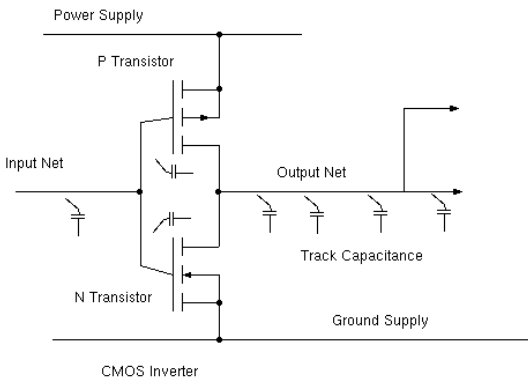 Power Supply
P Transistor
Input Net
Output Net
Track Capacitance
N Transistor
Ground Supply
CMOS Inverter